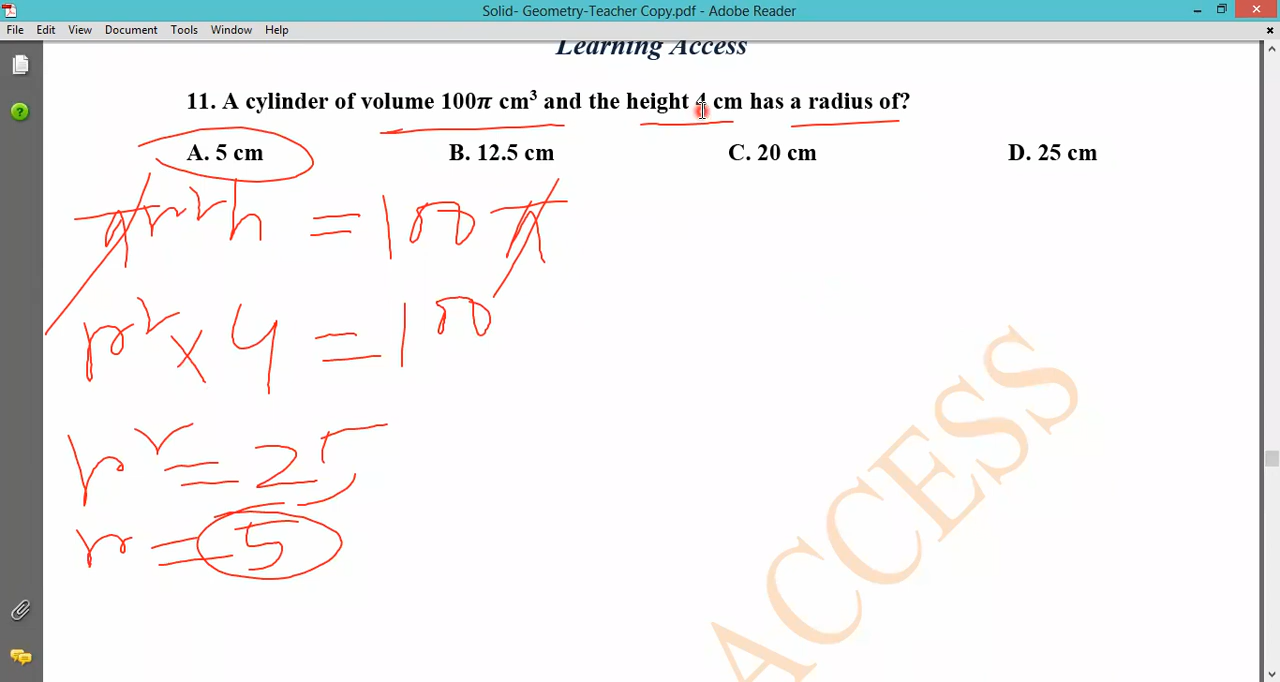 Solid- Geometry-Teacher Copy.pdf - Adobe Reader
File Edit View Document Tools Window Help
Learning Access
11. A cylinder of volume 100π cm³ and the height 4 cm has a radius of?
A. 5 cm B. 12.5 cm C. 20 cm D. 25 cm
πr²h = 100π
r² × 4 = 100
r² = 25
r = 5
ACCESS